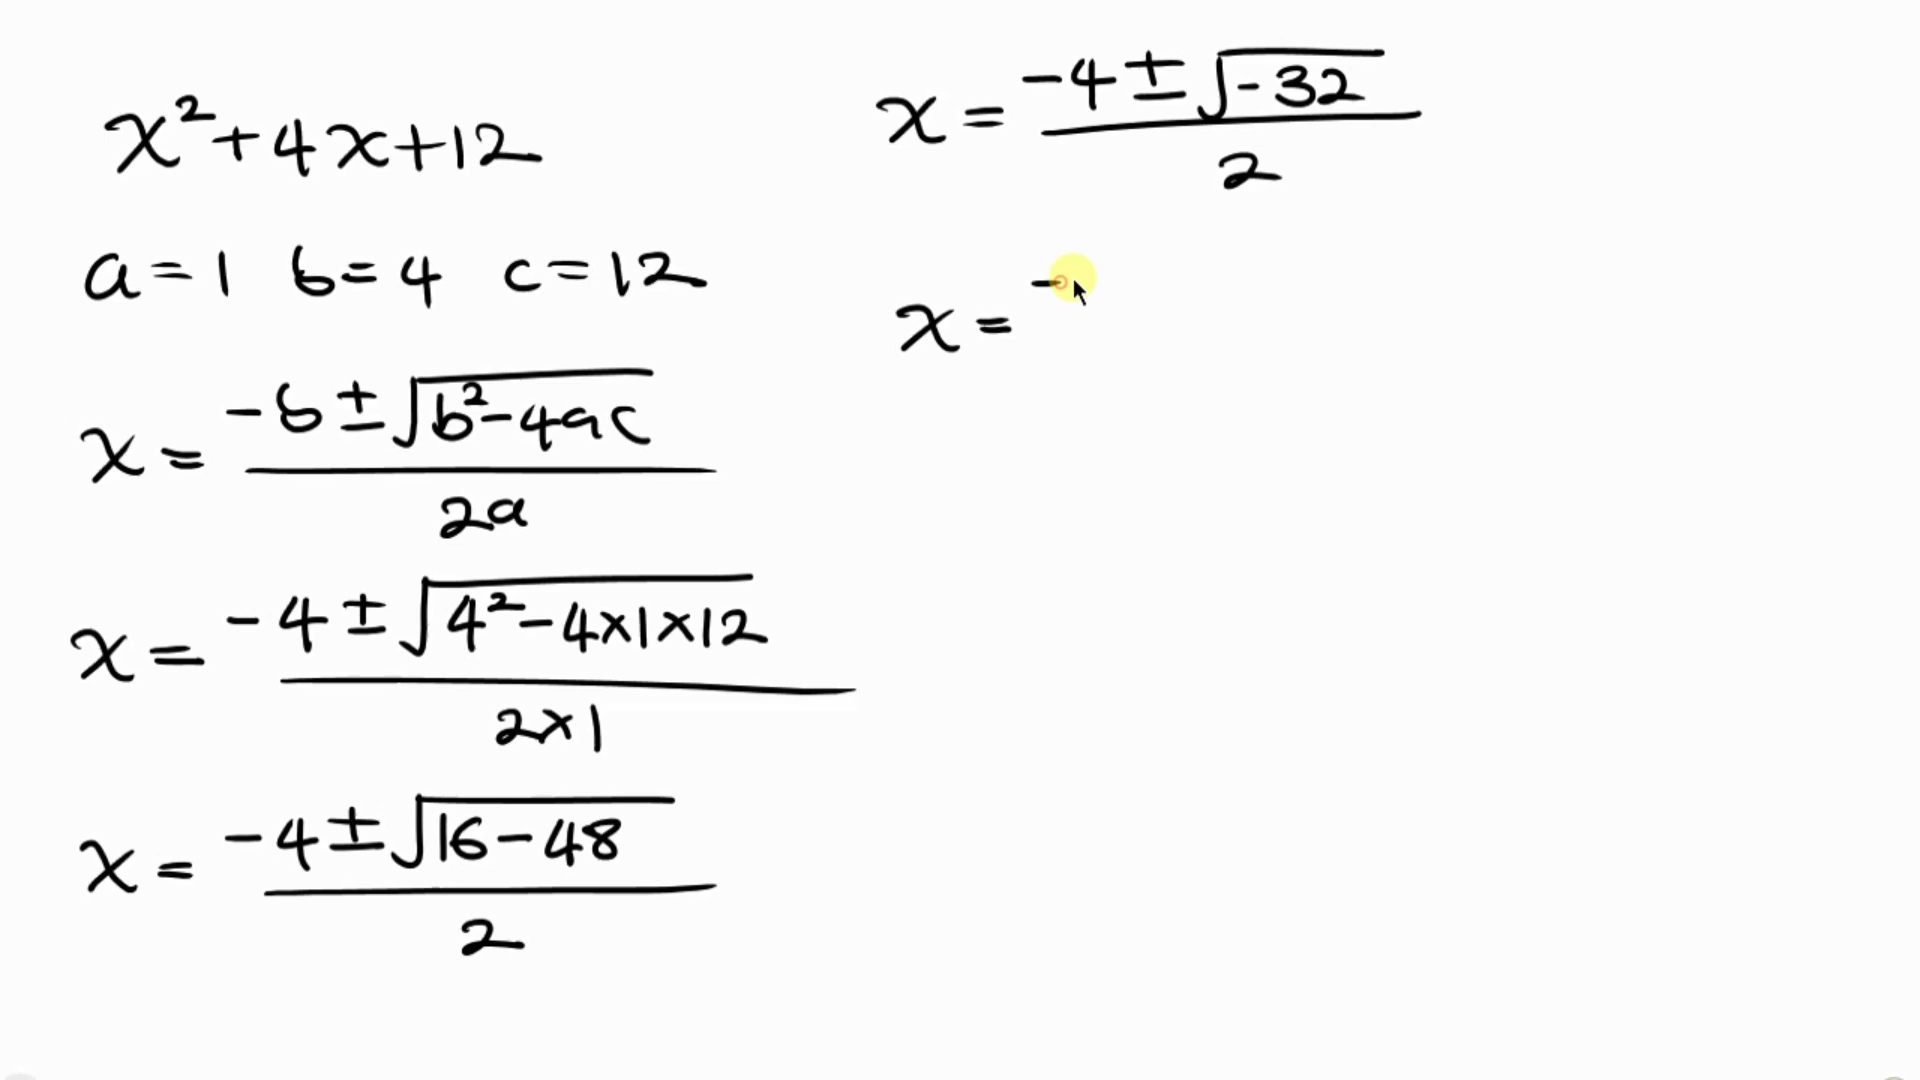 x²+4x+12
a=1 b=4 c=12
x = (-b±√(b²-4ac))/(2a)
x = (-4±√(4²-4×1×12))/(2×1)
x = (-4±√(16-48))/2
x = (-4±√(-32))/2
x = -